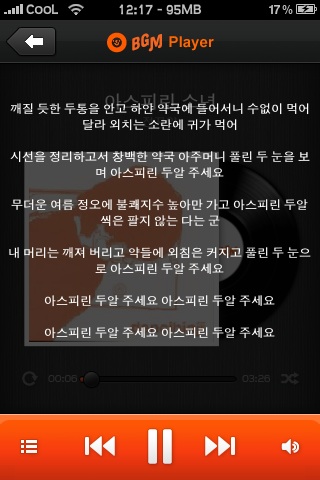 CooL 12:17 - 95MB 17%
BGM Player
아스피린 소년
깨질 듯한 두통을 안고 하얀 약국에 들어서니 수없이 먹어
달라 외치는 소란에 귀가 먹어
시선을 정리하고서 창백한 약국 아주머니 풀린 두 눈을 보
며 아스피린 두알 주세요
무더운 여름 정오에 불쾌지수 높아만 가고 아스피린 두알
씩은 팔지 않는 다는 군
내 머리는 깨져 버리고 약들에 외침은 커지고 풀린 두 눈으
로 아스피린 두알 주세요
아스피린 두알 주세요 아스피린 두알 주세요
아스피린 두알 주세요 아스피린 두알 주세요
00:06 03:26